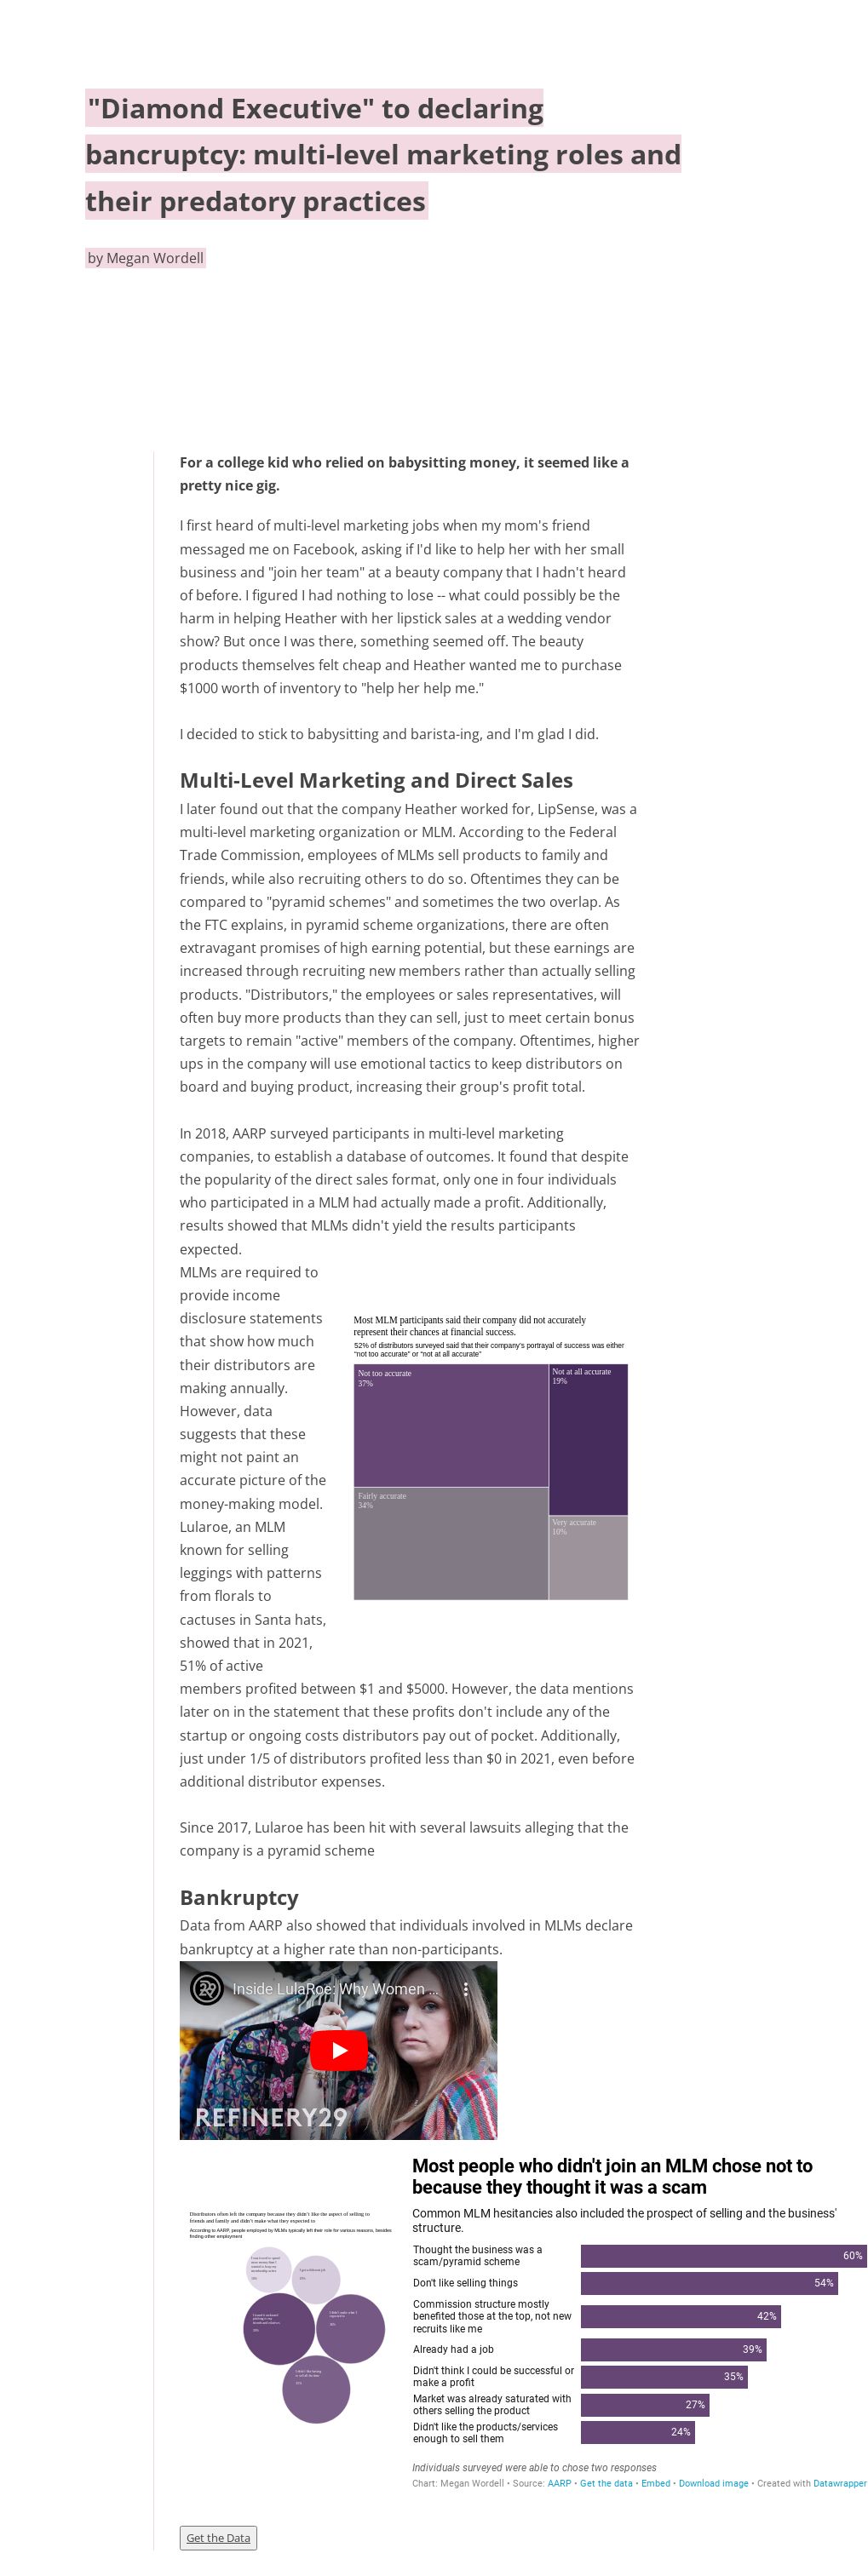 "Diamond Executive" to declaring
bancruptcy: multi-level marketing roles and
their predatory practices
by Megan Wordell
For a college kid who relied on babysitting money, it seemed like a
pretty nice gig.
I first heard of multi-level marketing jobs when my mom's friend
messaged me on Facebook, asking if I'd like to help her with her small
business and "join her team" at a beauty company that I hadn't heard
of before. I figured I had nothing to lose -- what could possibly be the
harm in helping Heather with her lipstick sales at a wedding vendor
show? But once I was there, something seemed off. The beauty
products themselves felt cheap and Heather wanted me to purchase
$1000 worth of inventory to "help her help me."
I decided to stick to babysitting and barista-ing, and I'm glad I did.
Multi-Level Marketing and Direct Sales
I later found out that the company Heather worked for, LipSense, was a
multi-level marketing organization or MLM. According to the Federal
Trade Commission, employees of MLMs sell products to family and
friends, while also recruiting others to do so. Oftentimes they can be
compared to "pyramid schemes" and sometimes the two overlap. As
the FTC explains, in pyramid scheme organizations, there are often
extravagant promises of high earning potential, but these earnings are
increased through recruiting new members rather than actually selling
products. "Distributors," the employees or sales representatives, will
often buy more products than they can sell, just to meet certain bonus
targets to remain "active" members of the company. Oftentimes, higher
ups in the company will use emotional tactics to keep distributors on
board and buying product, increasing their group's profit total.
In 2018, AARP surveyed participants in multi-level marketing
companies, to establish a database of outcomes. It found that despite
the popularity of the direct sales format, only one in four individuals
who participated in a MLM had actually made a profit. Additionally,
results showed that MLMs didn't yield the results participants
expected.
MLMs are required to
provide income
disclosure statements
that show how much
their distributors are
making annually.
However, data
suggests that these
might not paint an
accurate picture of the
money-making model.
Lularoe, an MLM
known for selling
leggings with patterns
from florals to
cactuses in Santa hats,
showed that in 2021,
51% of active
Most MLM participants said their company did not accurately
represent their chances at financial success.
52% of distributors surveyed said that their company's portrayal of success was either
"not too accurate" or "not at all accurate"
Not too accurate
37%
Not at all accurate
19%
Fairly accurate
34%
Very accurate
10%
members profited between $1 and $5000. However, the data mentions
later on in the statement that these profits don't include any of the
startup or ongoing costs distributors pay out of pocket. Additionally,
just under 1/5 of distributors profited less than $0 in 2021, even before
additional distributor expenses.
Since 2017, Lularoe has been hit with several lawsuits alleging that the
company is a pyramid scheme
Bankruptcy
Data from AARP also showed that individuals involved in MLMs declare
bankruptcy at a higher rate than non-participants.
29
Inside LulaRoe: Why Women ...
REFINERY29
Distributors often left the company because they didn't like the aspect of selling to
friends and family and didn't make what they expected to
According to AARP, people employed by MLMs typically left their role for various reasons, besides
finding other employment
Most people who didn't join an MLM chose not to
because they thought it was a scam
Common MLM hesitancies also included the prospect of selling and the business'
structure.
Thought the business was a
scam/pyramid scheme
60%
Don't like selling things
54%
Commission structure mostly
benefited those at the top, not new
recruits like me
42%
Already had a job
39%
Didn't think I could be successful or
make a profit
35%
Market was already saturated with
others selling the product
27%
Didn't like the products/services
enough to sell them
24%
Individuals surveyed were able to chose two responses
Chart: Megan Wordell • Source: AARP • Get the data • Embed • Download image • Created with Datawrapper
Get the Data